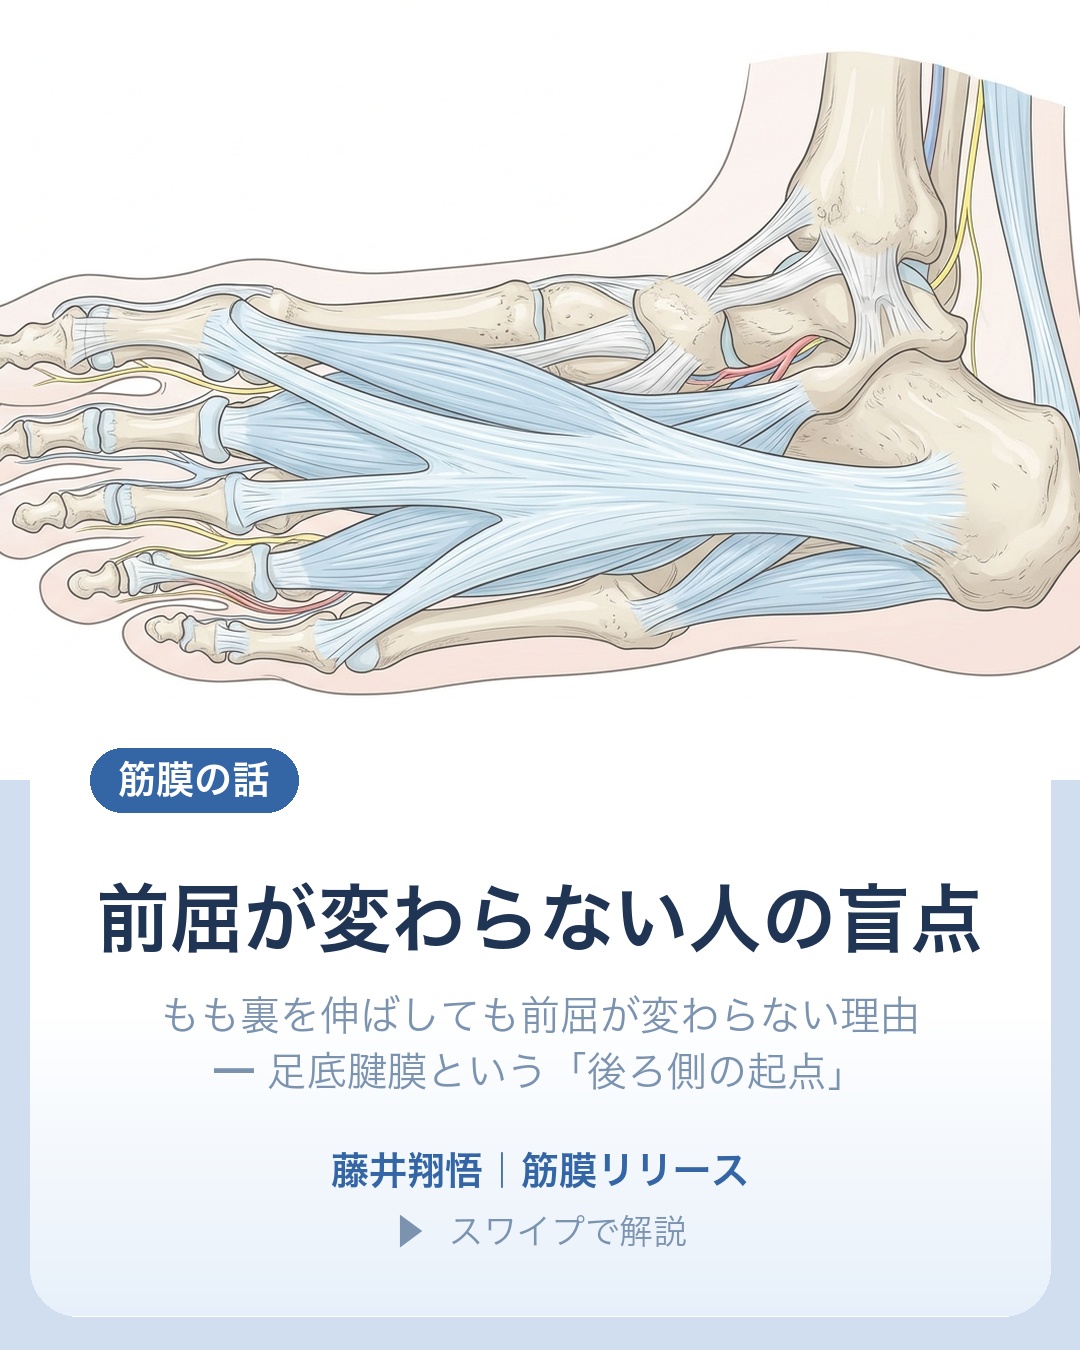 筋膜の話
前屈が変わらない人の盲点
もも裏を伸ばしても前屈が変わらない理由
― 足底腱膜という「後ろ側の起点」
藤井翔悟｜筋膜リリース
▶ スワイプで解説